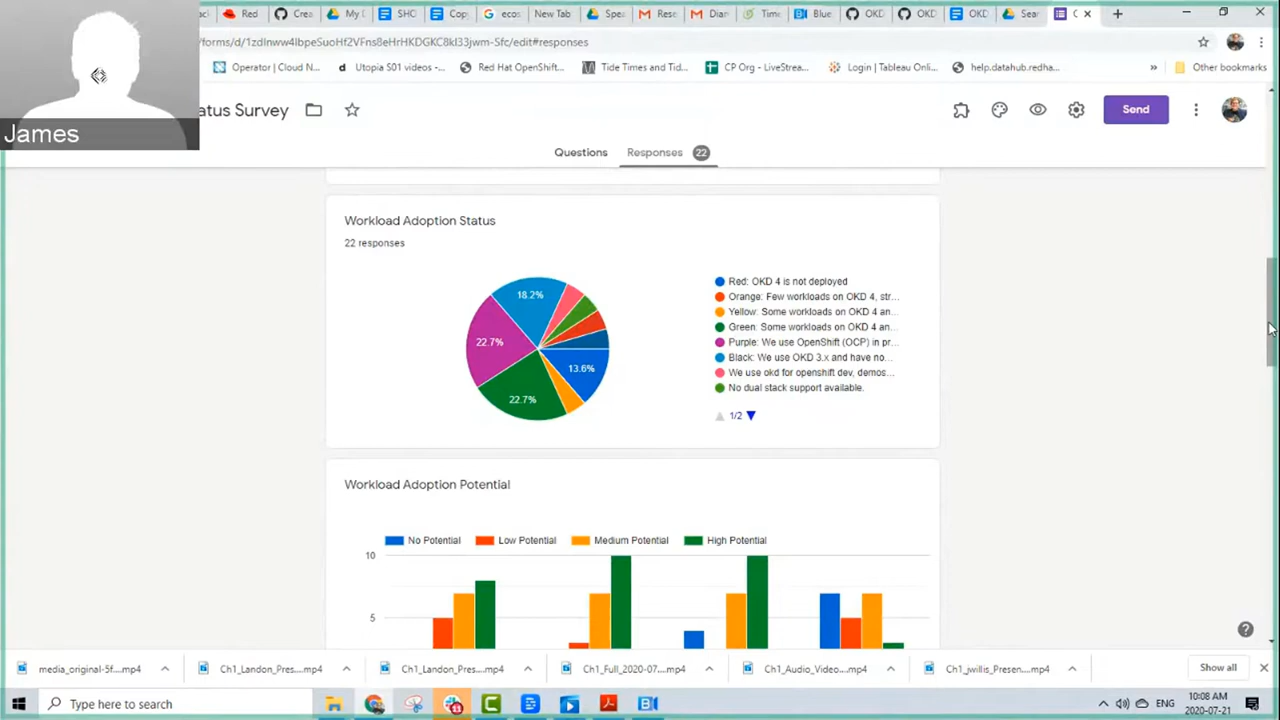 Red
Crea
My D
SHO
Cop
ecos
New Tab
Spea
Rese
Dian
Time
Blue
OKD
OKD
OKD
Sear
C
/forms/d/1zdInww4IbpeSuoHf2VFns8eHrHKDGKC8kI33jwm-Sfc/edit#responses
Operator | Cloud N...
Utopia S01 videos -...
Red Hat OpenShift...
Tide Times and Tid...
CP Org - LiveStrea...
Login | Tableau Onli...
help.datahub.redha...
» Other bookmarks
James
atus Survey
Send
Questions
Responses 22
Workload Adoption Status
22 responses
18.2%
22.7%
13.6%
22.7%
Red: OKD 4 is not deployed
Orange: Few workloads on OKD 4, str...
Yellow: Some workloads on OKD 4 an...
Green: Some workloads on OKD 4 an...
Purple: We use OpenShift (OCP) in pr...
Black: We use OKD 3.x and have no...
We use okd for openshift dev, demos...
No dual stack support available.
1/2
Workload Adoption Potential
No Potential
Low Potential
Medium Potential
High Potential
10
5
media_original-5f....mp4
Ch1_Landon_Pres....mp4
Ch1_Landon_Pres....mp4
Ch1_Full_2020-07....mp4
Ch1_Audio_Video....mp4
Ch1_jwillis_Presen....mp4
Show all
Type here to search
ENG
10:08 AM
2020-07-21